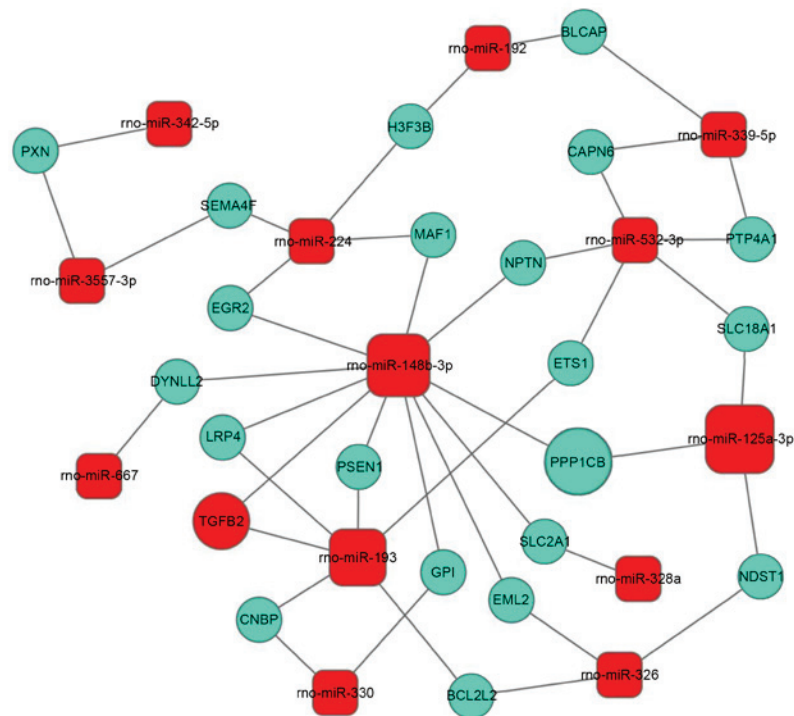 BLCAP
rno-miR-192
rno-miR-342-5p
H3F3B
rno-miR-339-5p
PXN
CAPN6
SEMA4F
rno-miR-224
MAF1
rno-miR-532-3p
PTP4A1
NPTN
rno-miR-3557-3p
EGR2
SLC18A1
rno-miR-148b-3p
ETS1
DYNLL2
LRP4
rno-miR-125a-3p
PPP1CB
PSEN1
rno-miR-667
TGFB2
SLC2A1
rno-miR-193
GPI
rno-miR-328a
NDST1
EML2
CNBP
rno-miR-326
rno-miR-330
BCL2L2